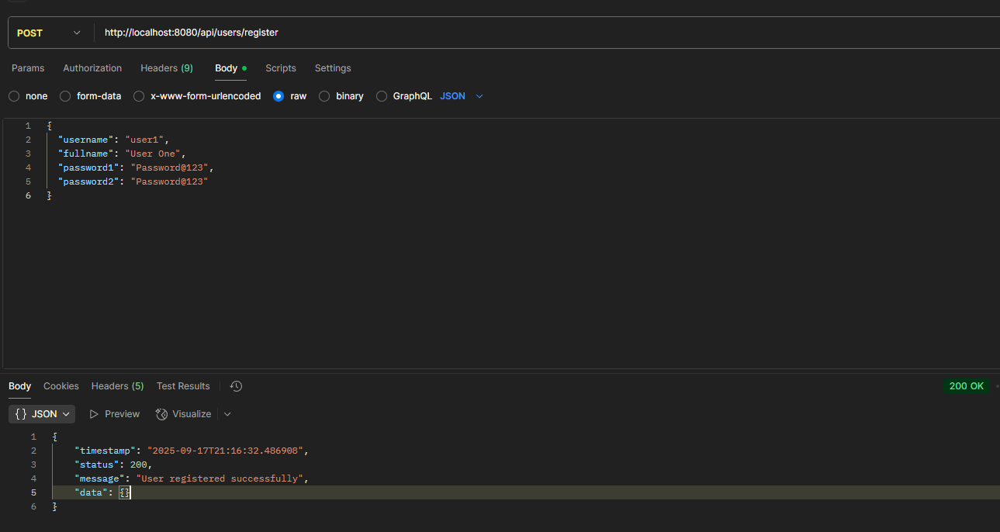 POST http://localhost:8080/api/users/register
Params Authorization Headers (9) Body Scripts Settings
none form-data x-www-form-urlencoded raw binary GraphQL JSON
1 {
2 "username": "user1",
3 "fullname": "User One",
4 "password1": "Password@123",
5 "password2": "Password@123"
6 }
Body Cookies Headers (5) Test Results 200 OK
{} JSON Preview Visualize
1 {
2 "timestamp": "2025-09-17T21:16:32.486908",
3 "status": 200,
4 "message": "User registered successfully",
5 "data": {}
6 }